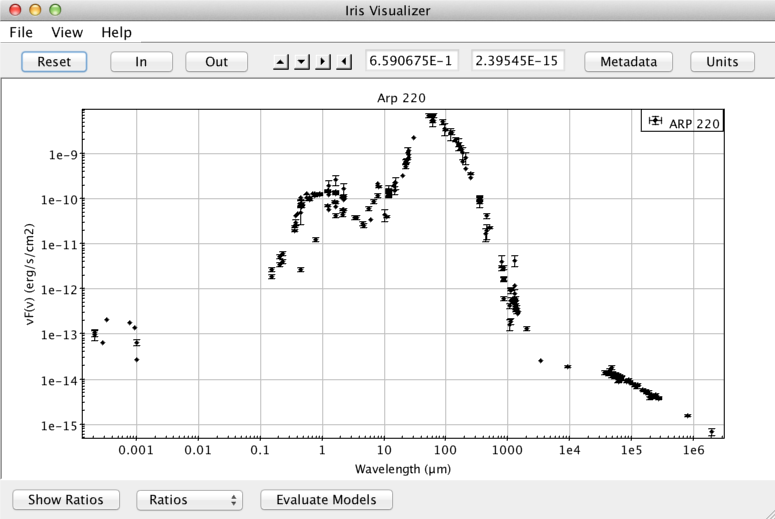 Iris Visualizer
File View Help
Reset In Out 6.590675E-1 2.39545E-15 Metadata Units
Arp 220
ARP 220
1e-9
1e-10
1e-11
1e-12
1e-13
1e-14
1e-15
νF(ν) (erg/s/cm2)
0.001 0.01 0.1 1 10 100 1000 1e4 1e5 1e6
Wavelength (μm)
Show Ratios Ratios Evaluate Models